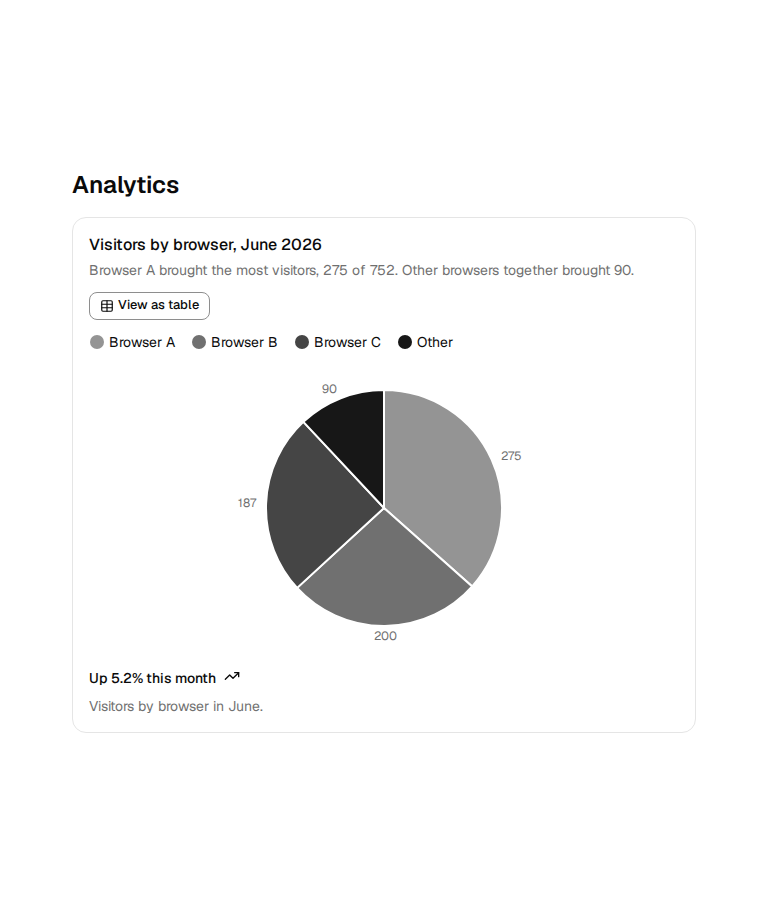 Analytics
Visitors by browser, June 2026
Browser A brought the most visitors, 275 of 752. Other browsers together brought 90.
View as table
Browser A Browser B Browser C Other
90
275
187
200
Up 5.2% this month
Visitors by browser in June.